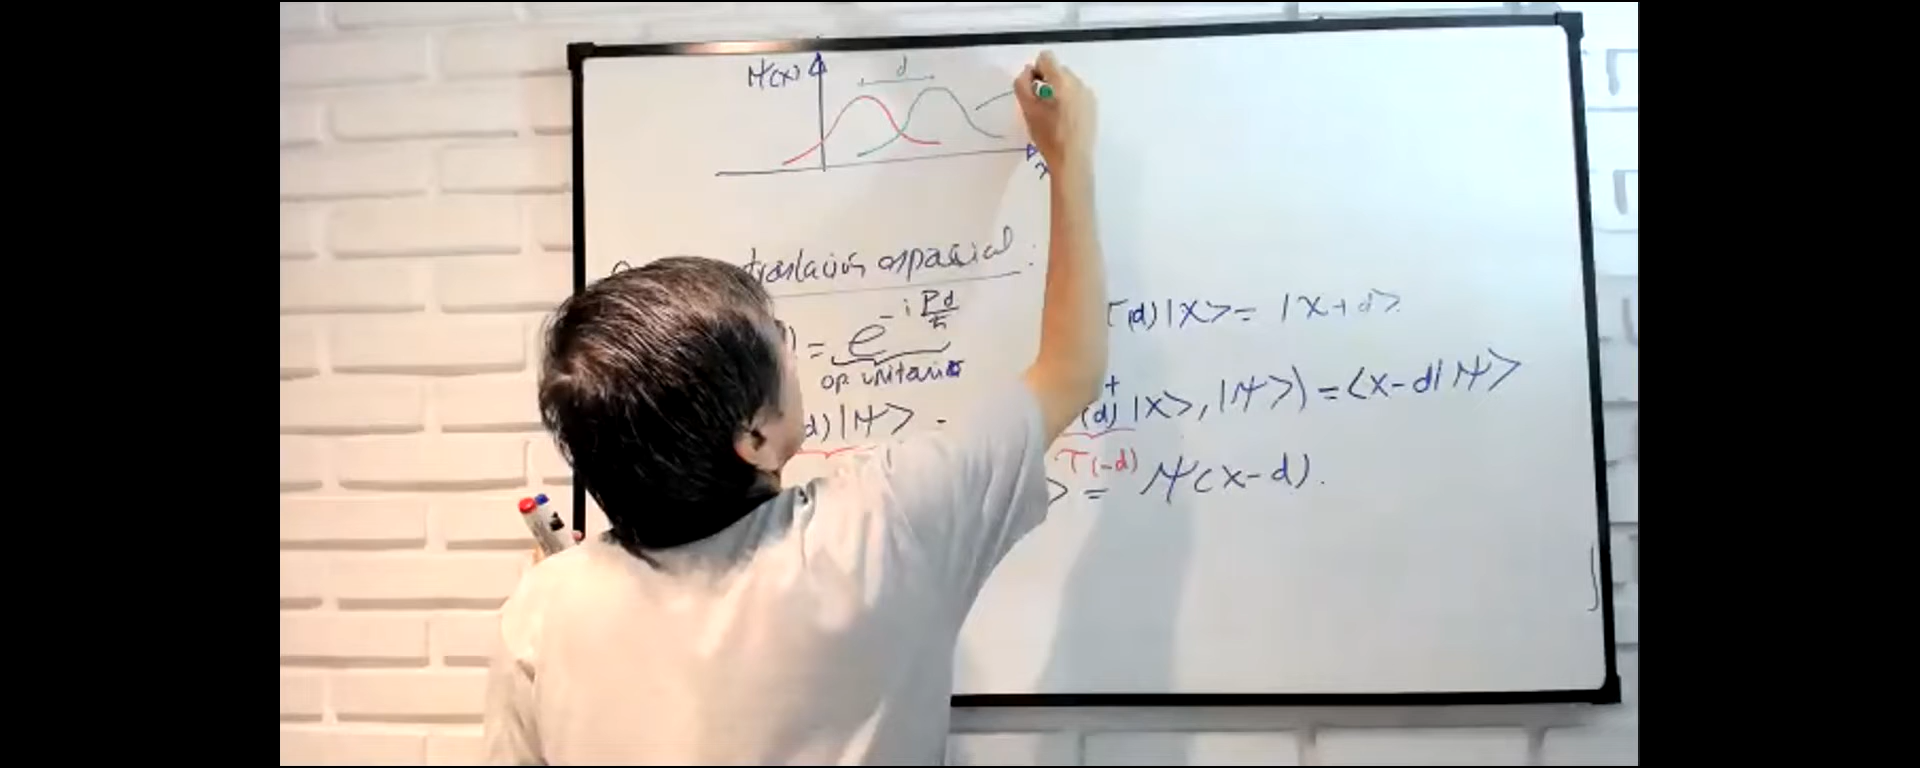 ψ(x)
d
x
traslación espacial :
) = e^{-i Pd/ħ}
op unitario
T(d)|x> = |x+d>
d)|ψ> =
(d)^+ |x>, |ψ>) = <x-d|ψ>
T(-d)
> = ψ(x-d).